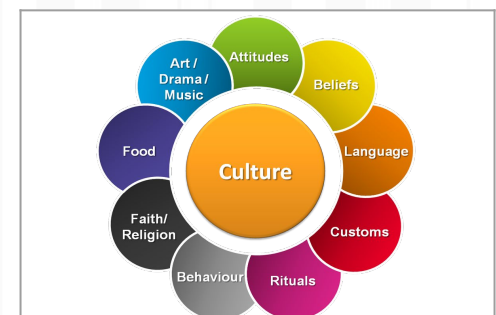 Culture
Attitudes
Beliefs
Language
Customs
Rituals
Behaviour
Faith/
Religion
Food
Art /
Drama /
Music